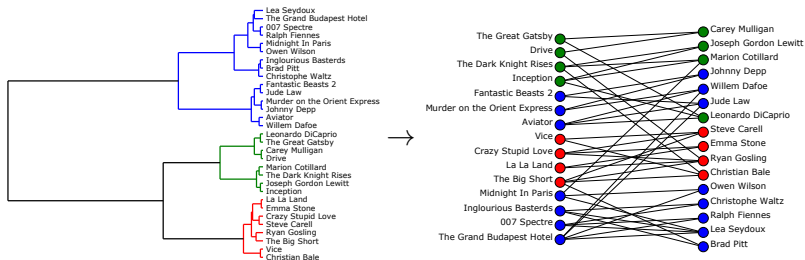 Lea Seydoux
The Grand Budapest Hotel
007 Spectre
Ralph Fiennes
Midnight In Paris
Owen Wilson
Inglourious Basterds
Brad Pitt
Christophe Waltz
Fantastic Beasts 2
Jude Law
Murder on the Orient Express
Johnny Depp
Aviator
Willem Dafoe
Leonardo DiCaprio
The Great Gatsby
Carey Mulligan
Drive
Marion Cotillard
The Dark Knight Rises
Joseph Gordon Lewitt
Inception
La La Land
Emma Stone
Crazy Stupid Love
Steve Carell
Ryan Gosling
The Big Short
Vice
Christian Bale
The Great Gatsby
Drive
The Dark Knight Rises
Inception
Fantastic Beasts 2
Murder on the Orient Express
Aviator
Vice
Crazy Stupid Love
La La Land
The Big Short
Midnight In Paris
Inglourious Basterds
007 Spectre
The Grand Budapest Hotel
Carey Mulligan
Joseph Gordon Lewitt
Marion Cotillard
Johnny Depp
Willem Dafoe
Jude Law
Leonardo DiCaprio
Steve Carell
Emma Stone
Ryan Gosling
Christian Bale
Owen Wilson
Christophe Waltz
Ralph Fiennes
Lea Seydoux
Brad Pitt